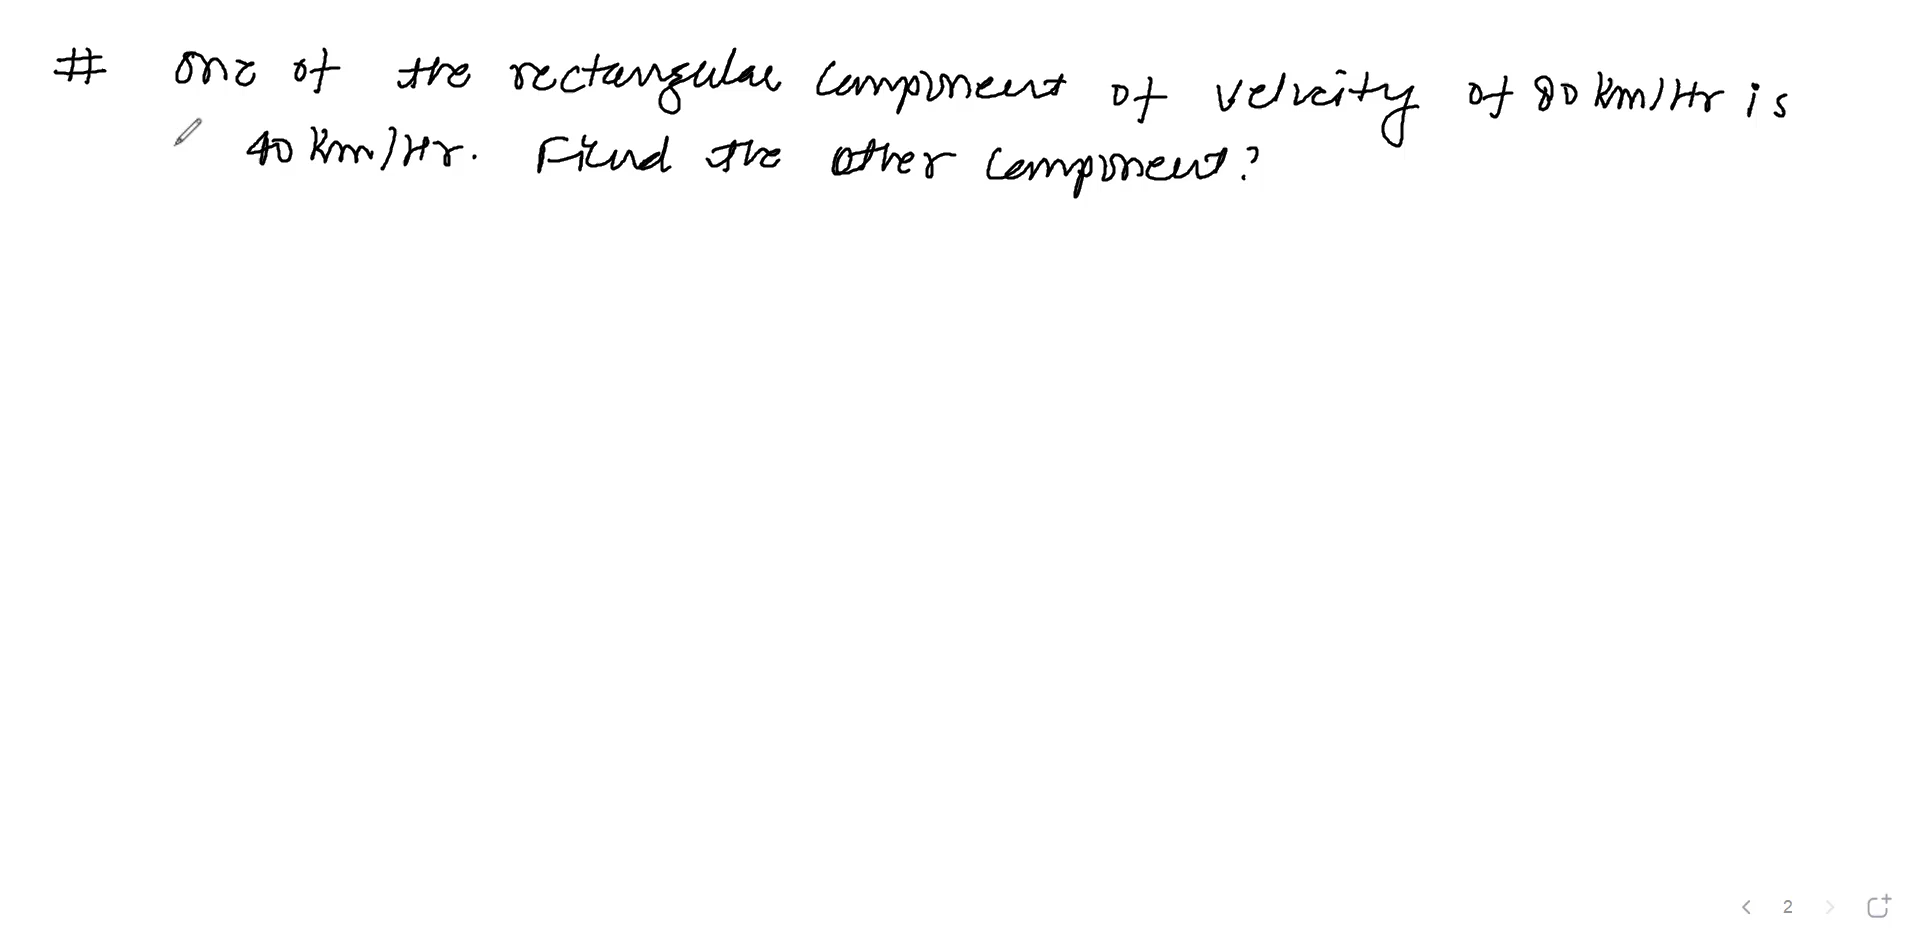 # One of the rectangular component of velocity of 80 km/Hr is
40 km/Hr. Find the other component?
2